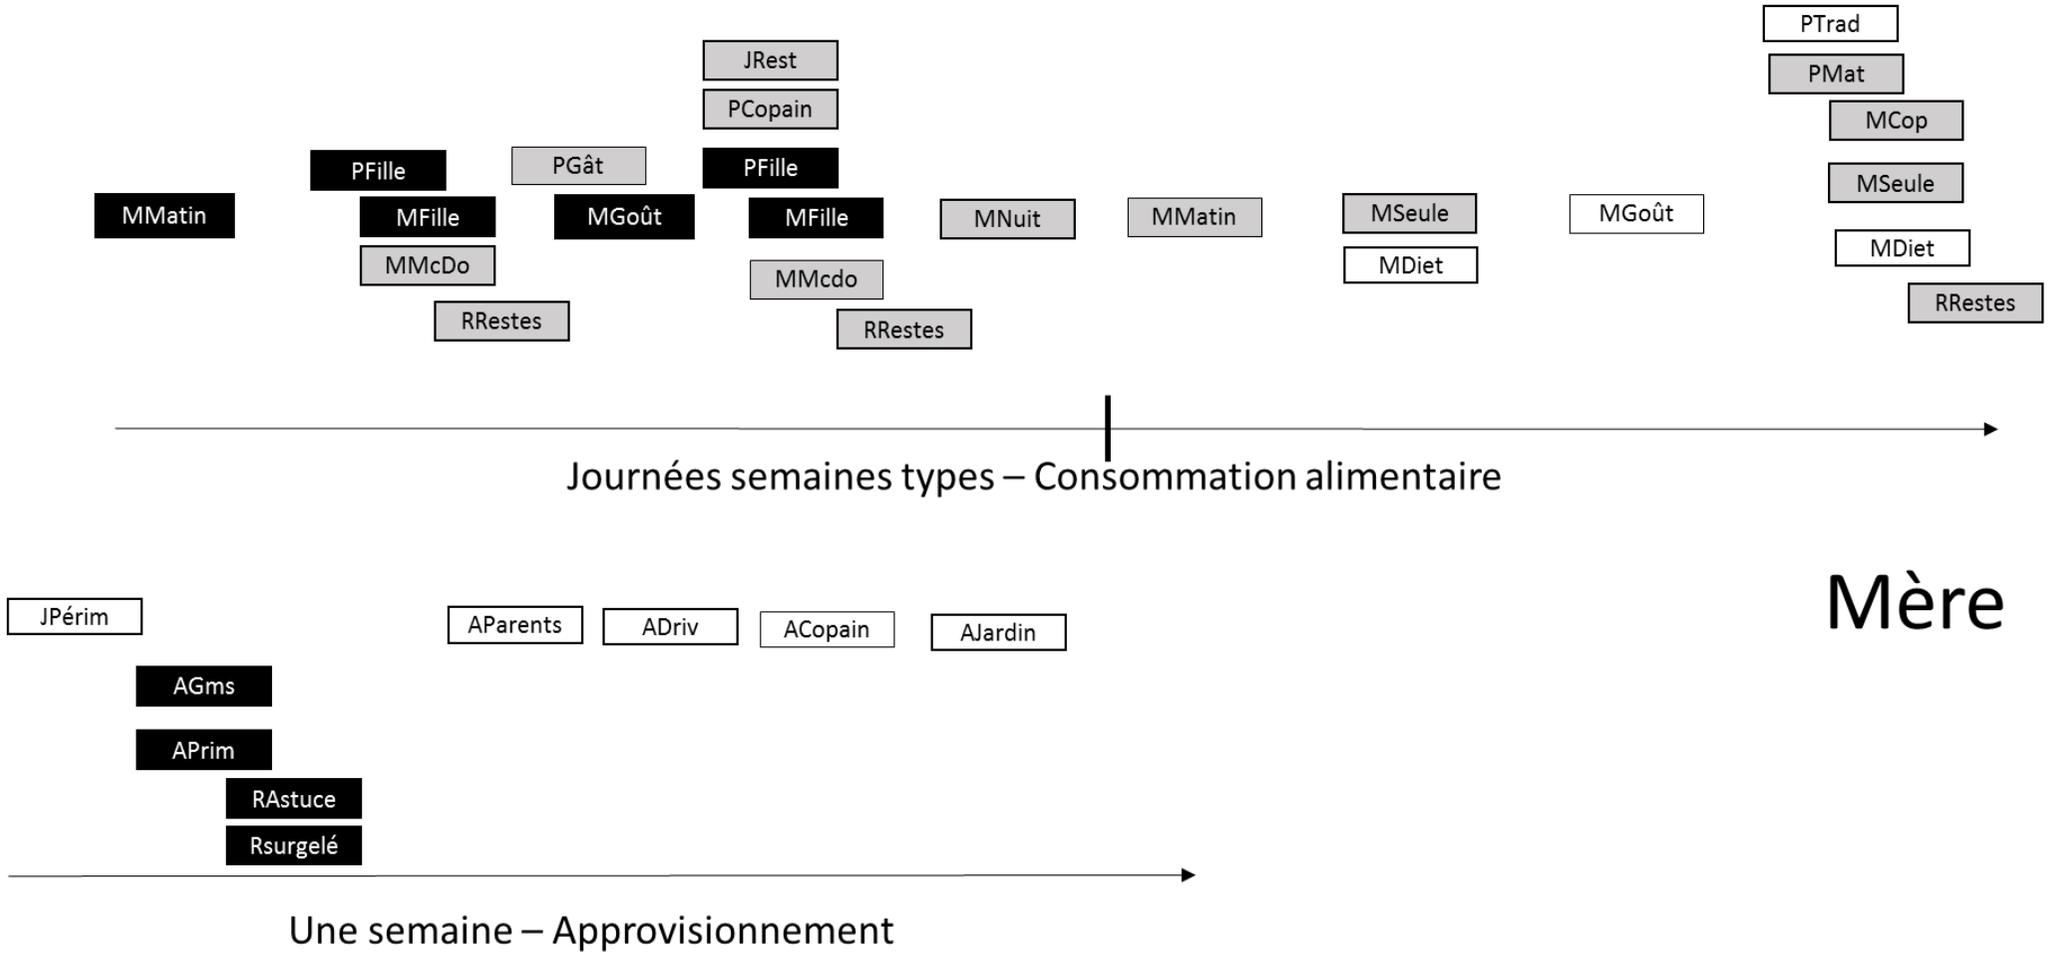 PTrad
JRest
PMat
PCopain
MCop
PFille
PGât
PFille
MSeule
MMatin
MFille
MGoût
MFille
MNuit
MMatin
MSeule
MGoût
MMcDo
MMcdo
MDiet
MDiet
RRestes
RRestes
RRestes
Journées semaines types – Consommation alimentaire
Mère
JPérim
AParents
ADriv
ACopain
AJardin
AGms
APrim
RAstuce
Rsurgelé
Une semaine – Approvisionnement